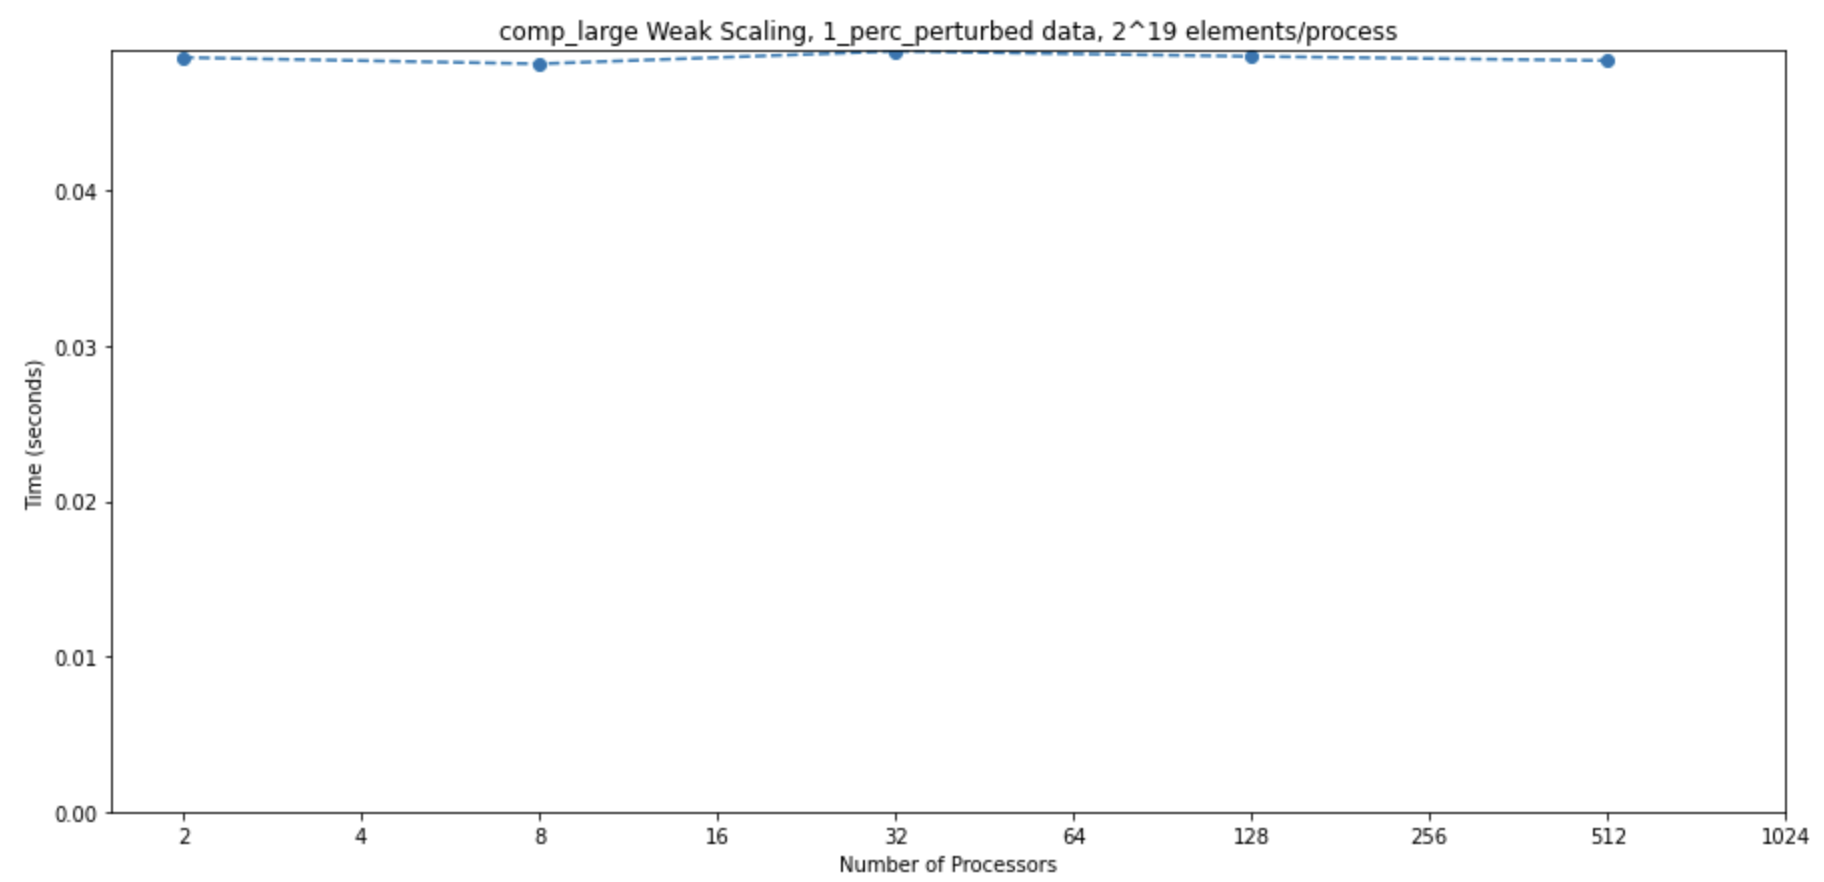 comp_large Weak Scaling, 1_perc_perturbed data, 2^19 elements/process
Time (seconds)
0.04
0.03
0.02
0.01
0.00
2 4 8 16 32 64 128 256 512 1024
Number of Processors